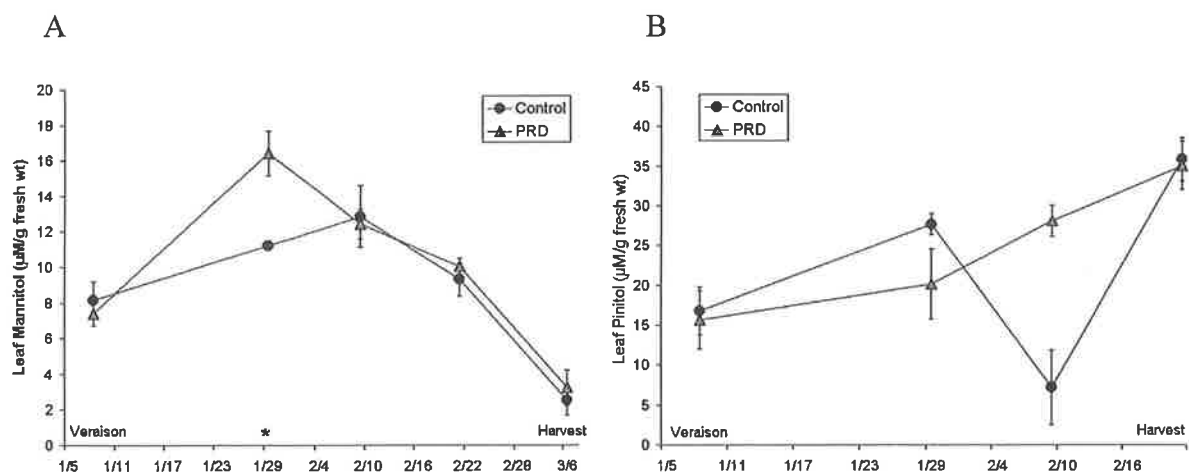 A
Leaf Mannitol (µM/g fresh wt)
20
18
16
14
12
10
8
6
4
2
0
Control
PRD
Veraison
*
Harvest
1/5 1/11 1/17 1/23 1/29 2/4 2/10 2/16 2/22 2/28 3/6
B
Leaf Pinitol (µM/g fresh wt)
45
40
35
30
25
20
15
10
5
0
Control
PRD
Veraison
Harvest
1/5 1/11 1/17 1/23 1/29 2/4 2/10 2/16